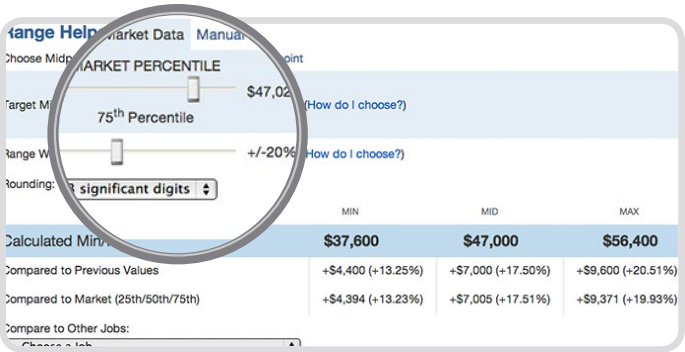 Range Help Market Data Manual
Choose Midp oint
MARKET PERCENTILE
Target Mi $47,02 (How do I choose?)
75th Percentile
Range W +/-20% How do I choose?)
Rounding: 3 significant digits
MIN MID MAX
Calculated Min/ $37,600 $47,000 $56,400
Compared to Previous Values +$4,400 (+13.25%) +$7,000 (+17.50%) +$9,600 (+20.51%)
Compared to Market (25th/50th/75th) +$4,394 (+13.23%) +$7,005 (+17.51%) +$9,371 (+19.93%)
Compare to Other Jobs:
Choose a Job